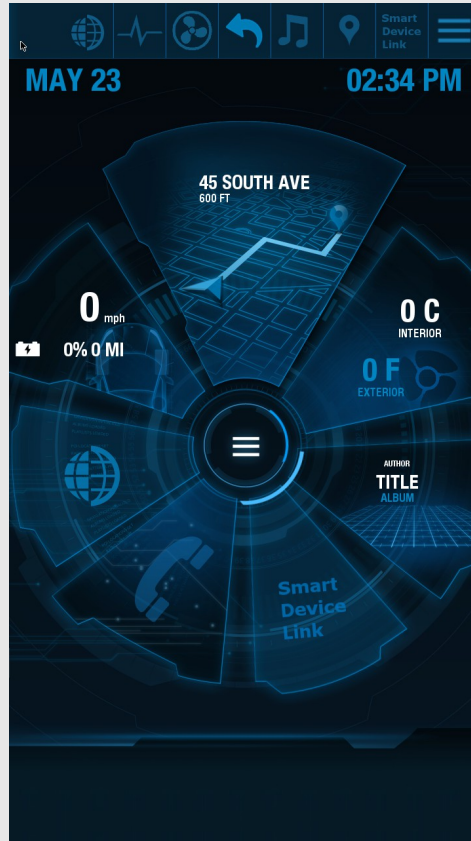 Smart
Device
Link
MAY 23
02:34 PM
45 SOUTH AVE
600 FT
0 mph
0% 0 MI
0 C
INTERIOR
0 F
EXTERIOR
AUTHOR
TITLE
ALBUM
Smart
Device
Link